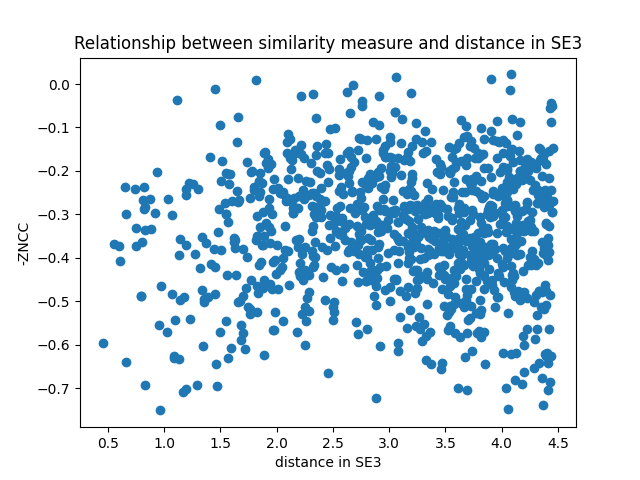 Relationship between similarity measure and distance in SE3
0.0
−0.1
−0.2
−0.3
−0.4
−0.5
−0.6
−0.7
-ZNCC
0.5 1.0 1.5 2.0 2.5 3.0 3.5 4.0 4.5
distance in SE3